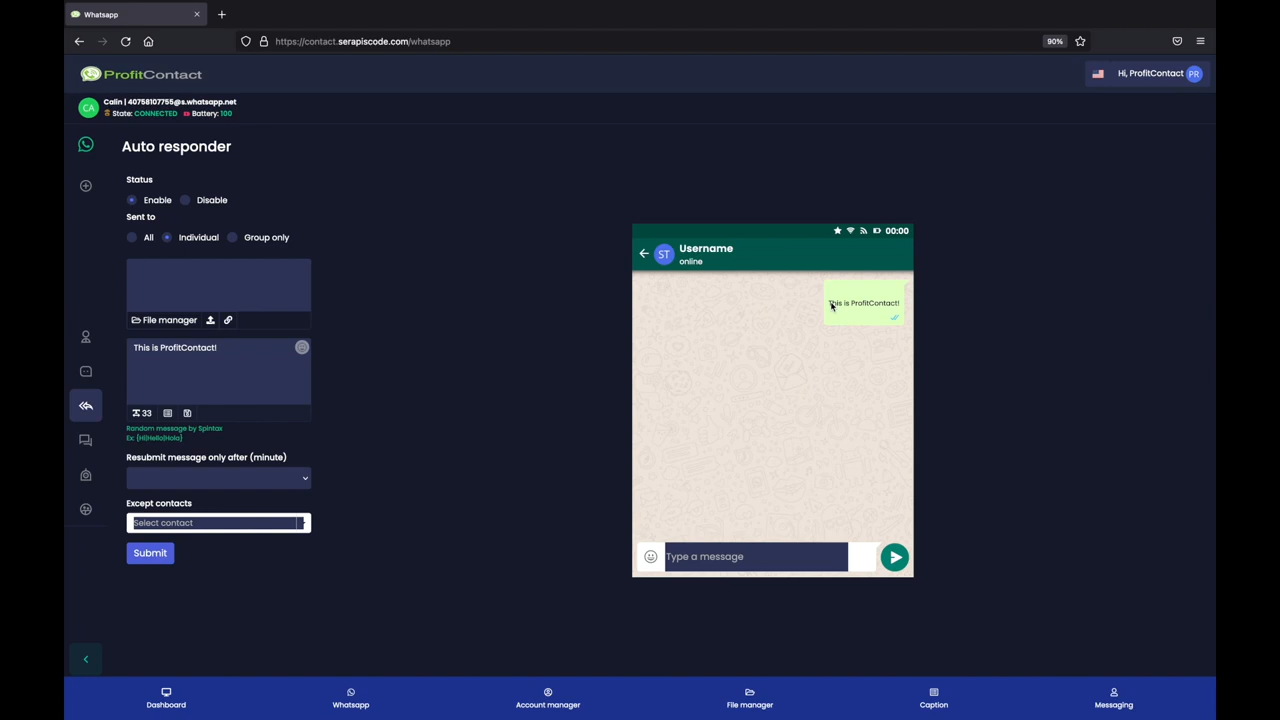 Whatsapp
https://contact.serapiscode.com/whatsapp
90%
ProfitContact
Hi, ProfitContact PR
CA
Calin | 40758107755@s.whatsapp.net
State: CONNECTED Battery: 100
Auto responder
Status
Enable Disable
Sent to
All Individual Group only
File manager
This is ProfitContact!
33
Random message by Spintax
Ex: {Hi|Hello|Hola}
Resubmit message only after (minute)
Except contacts
Select contact
Submit
00:00
ST
Username
online
This is ProfitContact!
Type a message
Dashboard
Whatsapp
Account manager
File manager
Caption
Messaging